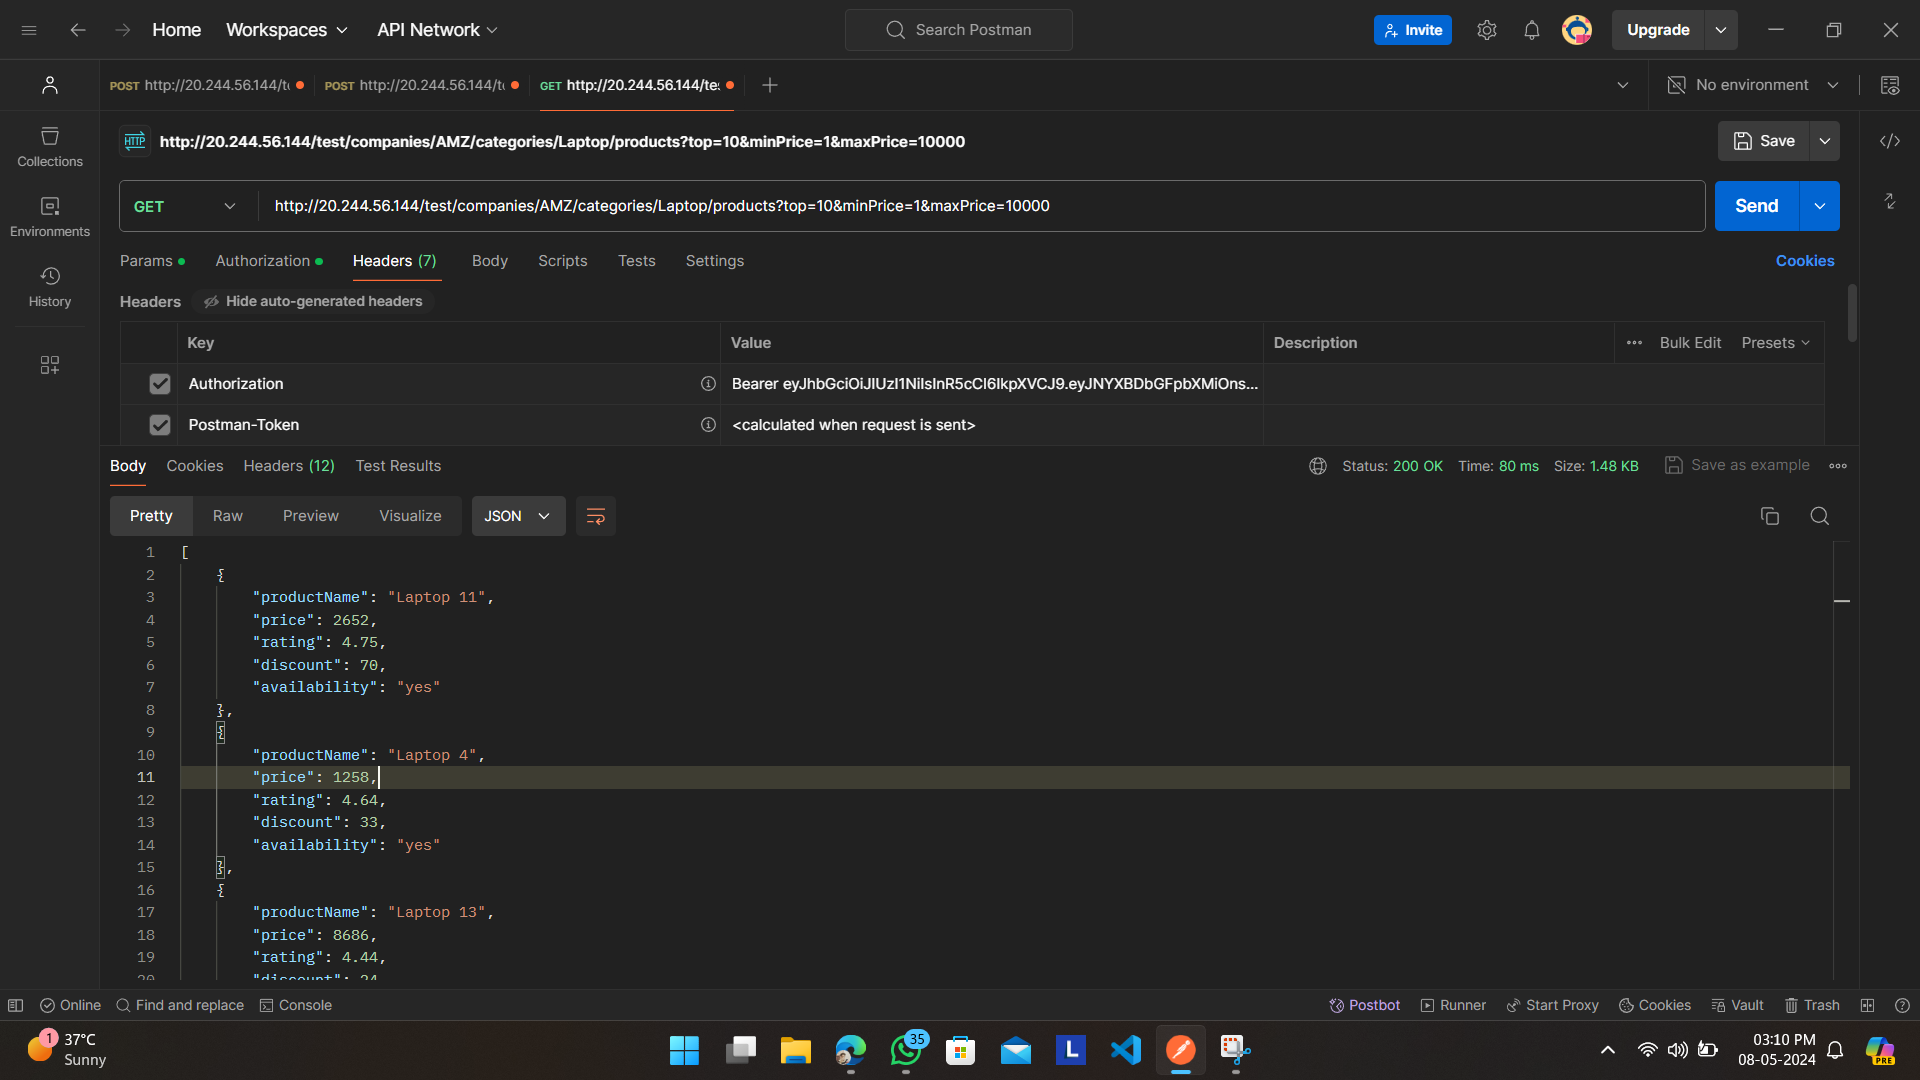 Home Workspaces API Network Search Postman Invite Upgrade
POST http://20.244.56.144/t POST http://20.244.56.144/t GET http://20.244.56.144/te No environment
HTTP http://20.244.56.144/test/companies/AMZ/categories/Laptop/products?top=10&minPrice=1&maxPrice=10000 Save </>
Collections
GET http://20.244.56.144/test/companies/AMZ/categories/Laptop/products?top=10&minPrice=1&maxPrice=10000 Send
Environments
Params Authorization Headers (7) Body Scripts Tests Settings Cookies
History
Headers Hide auto-generated headers
Key Value Description Bulk Edit Presets
Authorization Bearer eyJhbGciOiJIUzI1NiIsInR5cCI6IkpXVCJ9.eyJNYXBDbGFpbXMiOns...
Postman-Token <calculated when request is sent>
Body Cookies Headers (12) Test Results Status: 200 OK Time: 80 ms Size: 1.48 KB Save as example
Pretty Raw Preview Visualize JSON
1 [
2 {
3 "productName": "Laptop 11",
4 "price": 2652,
5 "rating": 4.75,
6 "discount": 70,
7 "availability": "yes"
8 },
9 {
10 "productName": "Laptop 4",
11 "price": 1258,
12 "rating": 4.64,
13 "discount": 33,
14 "availability": "yes"
15 },
16 {
17 "productName": "Laptop 13",
18 "price": 8686,
19 "rating": 4.44,
20 "discount": 24
Online Find and replace Console Postbot Runner Start Proxy Cookies Vault Trash
1 37°C
Sunny
35
L
03:10 PM
08-05-2024
PRE